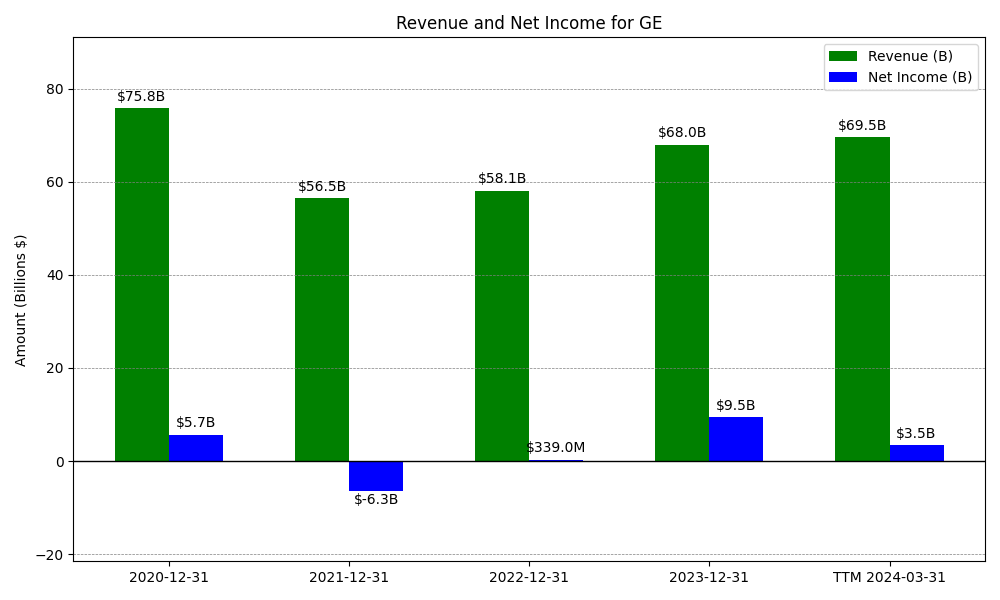 Revenue and Net Income for GE
Revenue (B)
Net Income (B)
Amount (Billions $)
80
60
40
20
0
−20
$75.8B
$5.7B
$56.5B
$-6.3B
$58.1B
$339.0M
$68.0B
$9.5B
$69.5B
$3.5B
2020-12-31
2021-12-31
2022-12-31
2023-12-31
TTM 2024-03-31